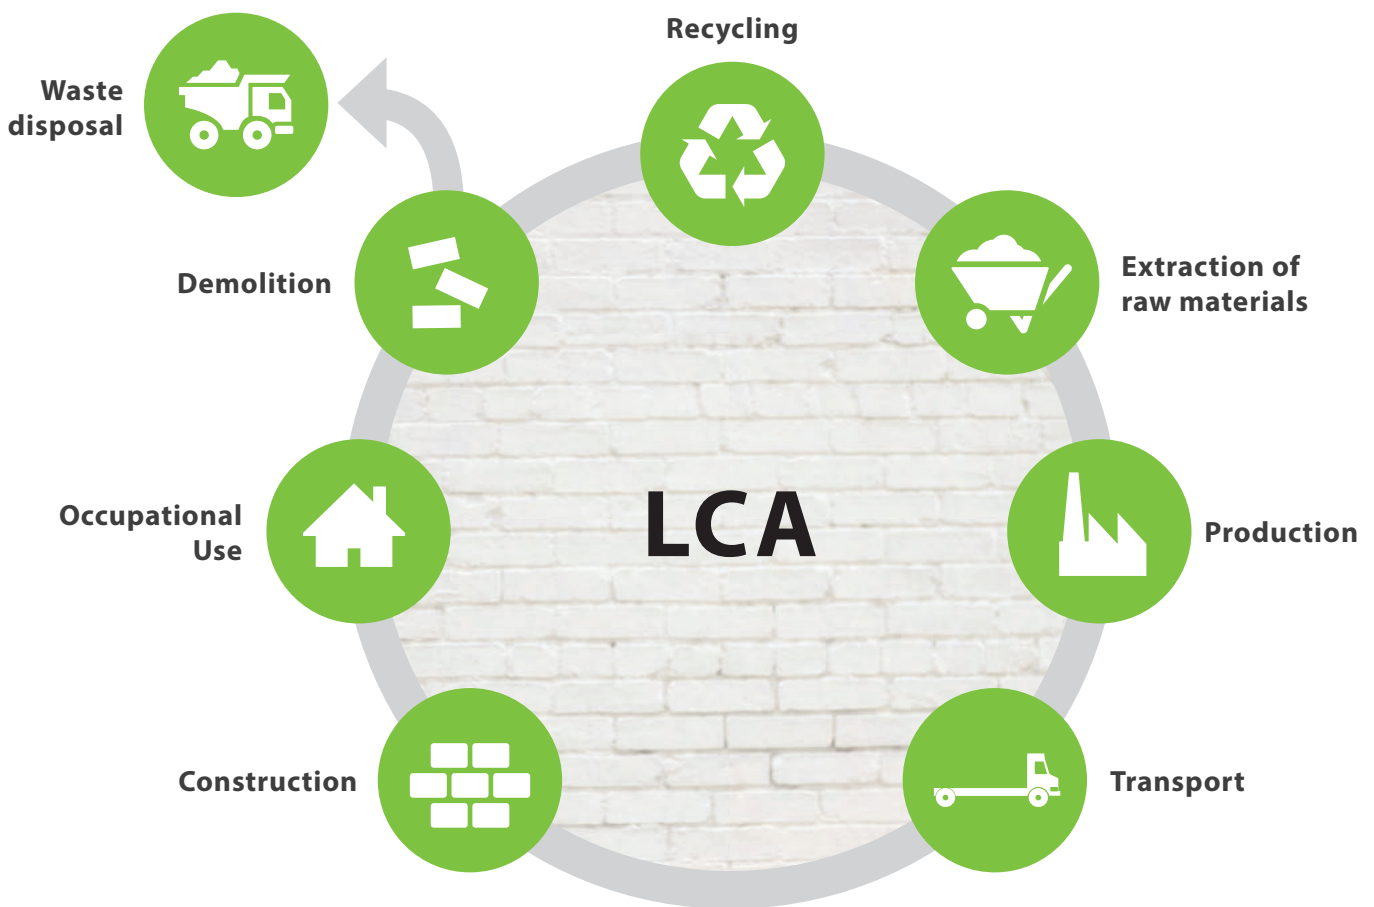 Recycling
Waste
disposal
Demolition
Extraction of
raw materials
Occupational
Use
LCA
Production
Construction
Transport